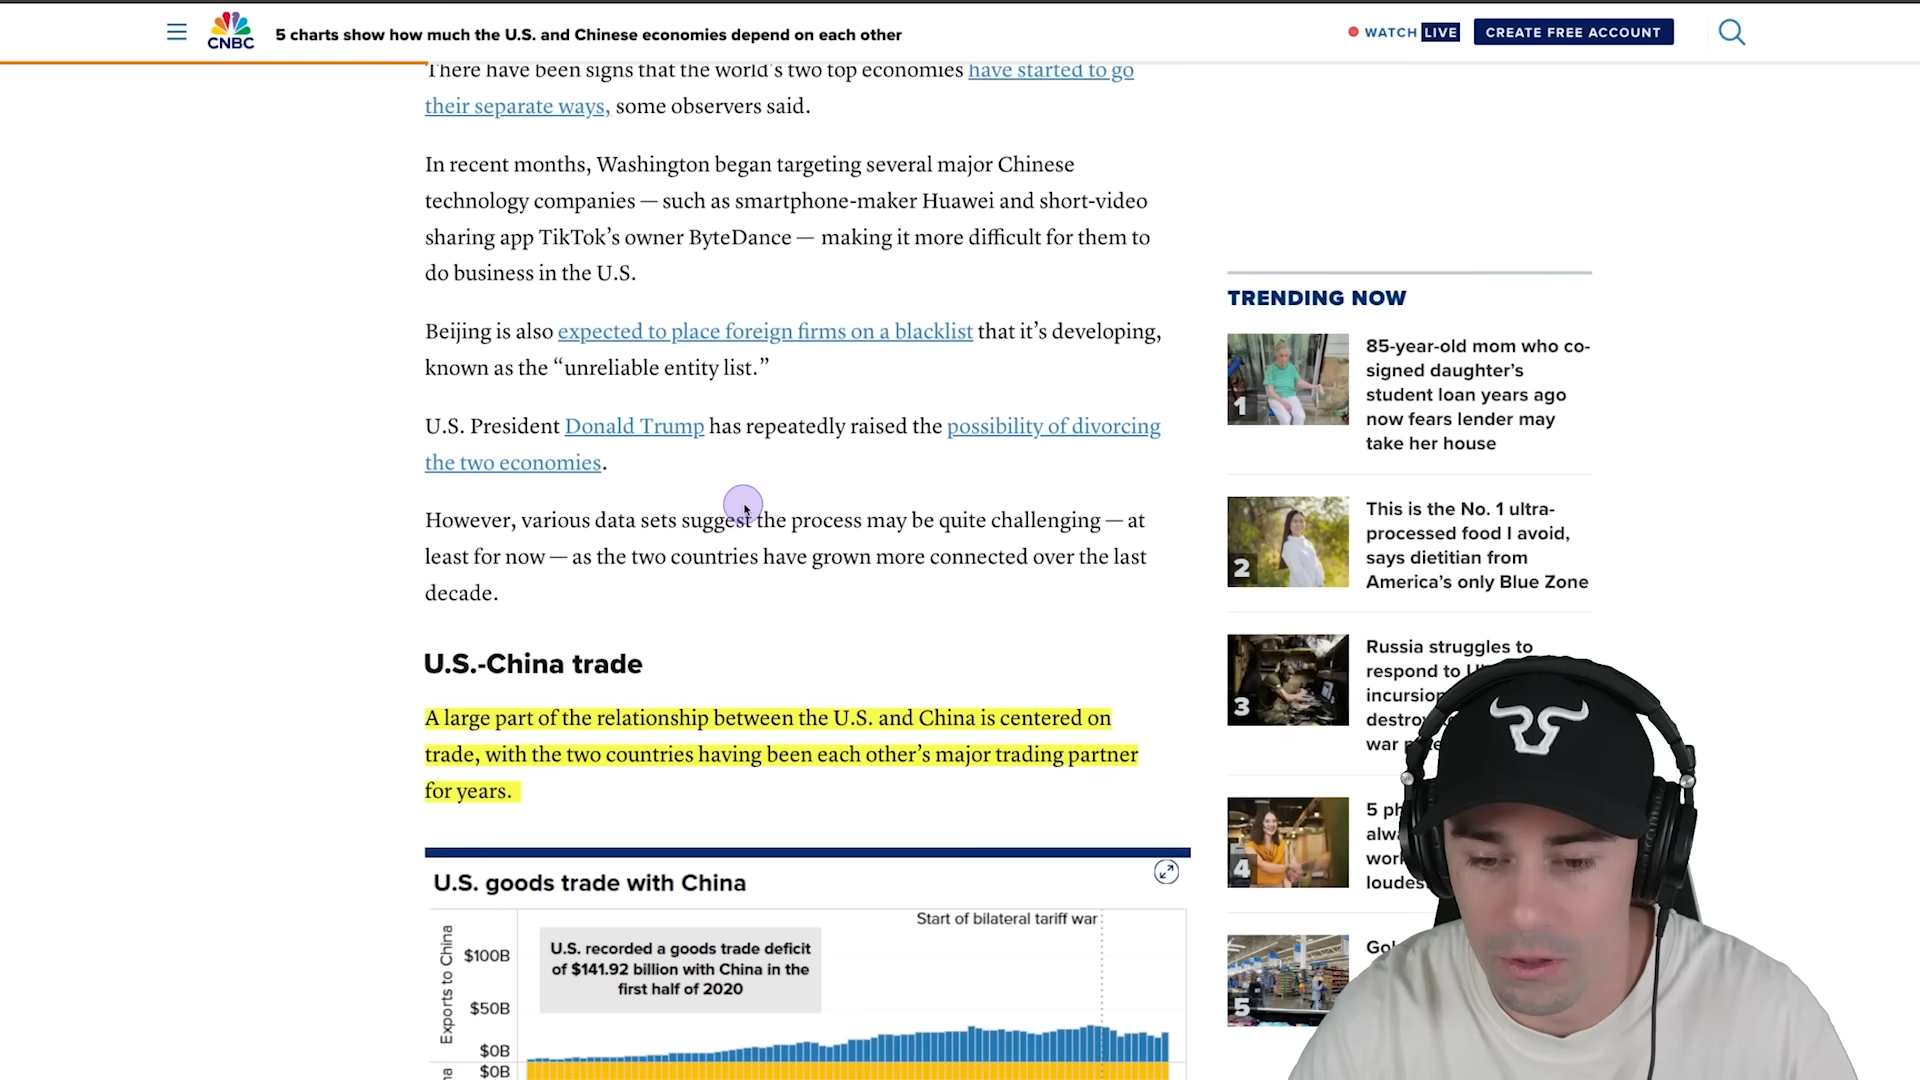 CNBC
5 charts show how much the U.S. and Chinese economies depend on each other
WATCH LIVE
CREATE FREE ACCOUNT
There have been signs that the world's two top economies have started to go
their separate ways, some observers said.
In recent months, Washington began targeting several major Chinese
technology companies — such as smartphone-maker Huawei and short-video
sharing app TikTok’s owner ByteDance — making it more difficult for them to
do business in the U.S.
Beijing is also expected to place foreign firms on a blacklist that it’s developing,
known as the “unreliable entity list.”
U.S. President Donald Trump has repeatedly raised the possibility of divorcing
the two economies.
However, various data sets suggest the process may be quite challenging — at
least for now — as the two countries have grown more connected over the last
decade.
U.S.-China trade
A large part of the relationship between the U.S. and China is centered on
trade, with the two countries having been each other’s major trading partner
for years.
U.S. goods trade with China
Start of bilateral tariff war
U.S. recorded a goods trade deficit
of $141.92 billion with China in the
first half of 2020
Exports to China
$100B
$50B
$0B
$0B
TRENDING NOW
1
85-year-old mom who co-
signed daughter’s
student loan years ago
now fears lender may
take her house
2
This is the No. 1 ultra-
processed food I avoid,
says dietitian from
America’s only Blue Zone
3
Russia struggles to
respond to
incursion
war
4
5
loudest
5